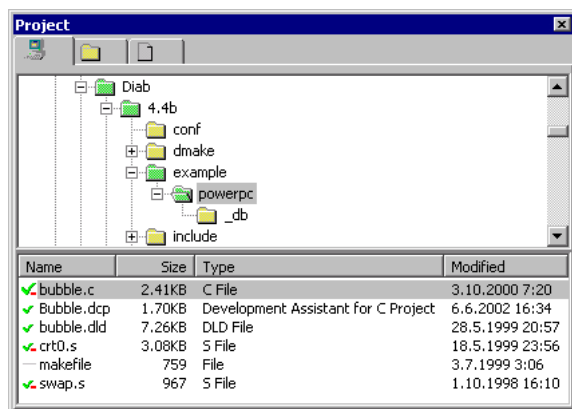 Project
Diab
4.4b
conf
dmake
example
powerpc
_db
include
Name Size Type Modified
bubble.c 2.41KB C File 3.10.2000 7:20
Bubble.dcp 1.70KB Development Assistant for C Project 6.6.2002 16:34
bubble.dld 7.26KB DLD File 28.5.1999 20:57
crt0.s 3.08KB S File 18.5.1999 23:56
makefile 759 File 3.7.1999 3:06
swap.s 967 S File 1.10.1998 16:10